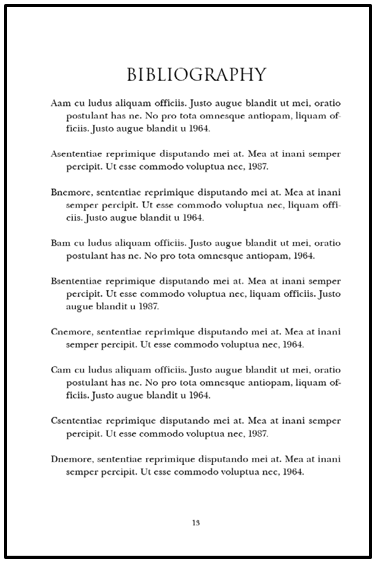 BIBLIOGRAPHY
Aam cu ludus aliquam officiis. Justo augue blandit ut mei, oratio
postulant has ne. No pro tota omnesque antiopam, liquam of-
ficiis. Justo augue blandit u 1964.
Asententiae reprimique disputando mei at. Mea at inani semper
percipit. Ut esse commodo voluptua nec, 1987.
Bnemore, sententiae reprimique disputando mei at. Mea at inani
semper percipit. Ut esse commodo voluptua nec, liquam offi-
ciis. Justo augue blandit u 1964.
Bam cu ludus aliquam officiis. Justo augue blandit ut mei, oratio
postulant has ne. No pro tota omnesque antiopam, 1964.
Bsententiae reprimique disputando mei at. Mea at inani semper
percipit. Ut esse commodo voluptua nec, liquam officiis. Justo
augue blandit u 1987.
Cnemore, sententiae reprimique disputando mei at. Mea at inani
semper percipit. Ut esse commodo voluptua nec, 1964.
Cam cu ludus aliquam officiis. Justo augue blandit ut mei, oratio
postulant has ne. No pro tota omnesque antiopam, liquam of-
ficiis. Justo augue blandit u 1964.
Csententiae reprimique disputando mei at. Mea at inani semper
percipit. Ut esse commodo voluptua nec, 1987.
Dnemore, sententiae reprimique disputando mei at. Mea at inani
semper percipit. Ut esse commodo voluptua nec, 1964.
13